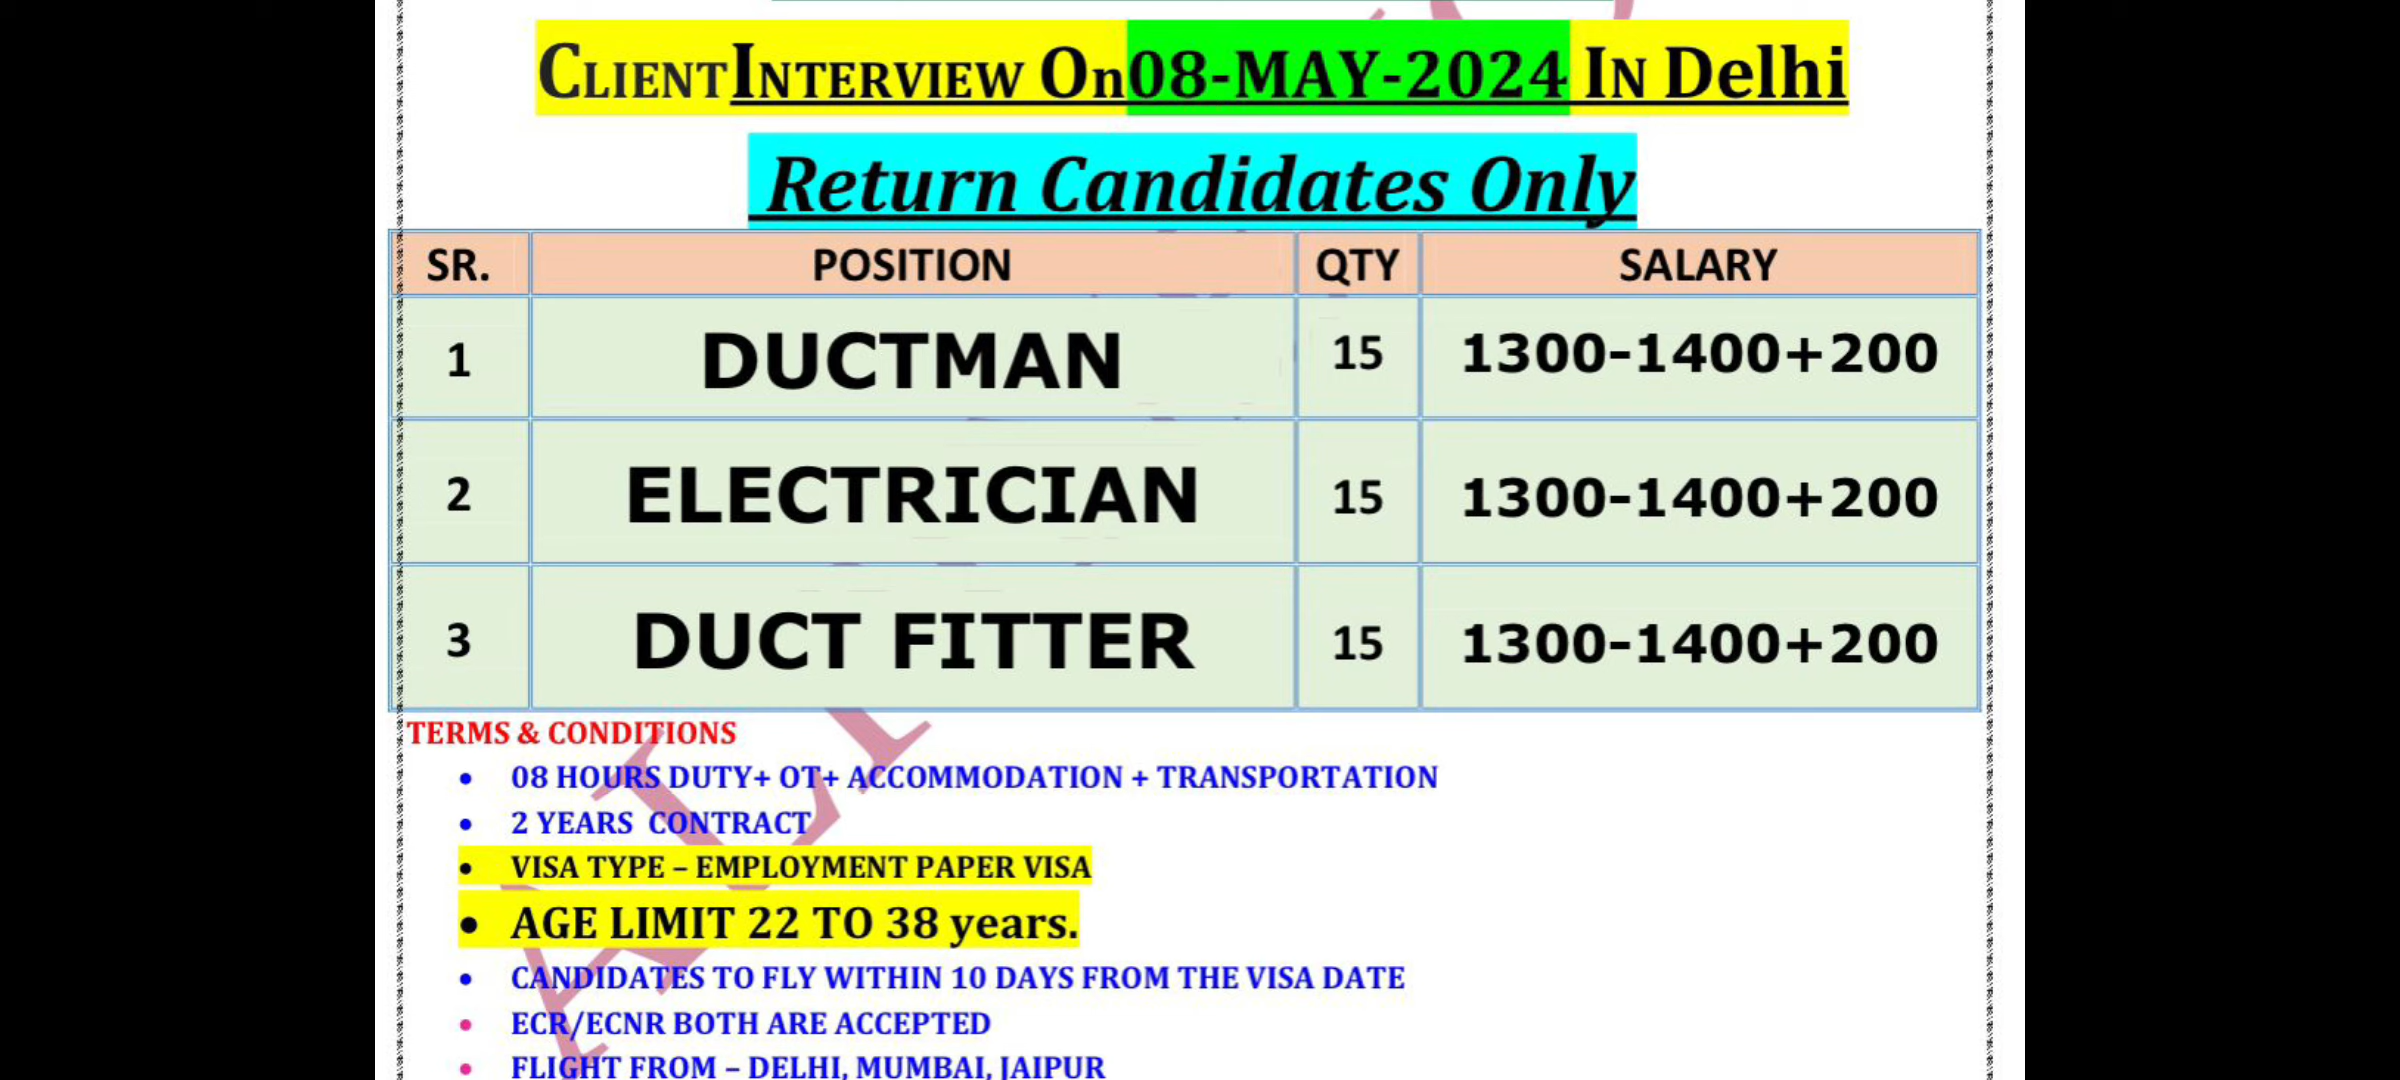 CLIENT INTERVIEW On 08-MAY-2024 IN Delhi
Return Candidates Only
SR. POSITION QTY SALARY
1 DUCTMAN 15 1300-1400+200
2 ELECTRICIAN 15 1300-1400+200
3 DUCT FITTER 15 1300-1400+200
TERMS & CONDITIONS
• 08 HOURS DUTY+ OT+ ACCOMMODATION + TRANSPORTATION
• 2 YEARS CONTRACT
• VISA TYPE – EMPLOYMENT PAPER VISA
• AGE LIMIT 22 TO 38 years.
• CANDIDATES TO FLY WITHIN 10 DAYS FROM THE VISA DATE
• ECR/ECNR BOTH ARE ACCEPTED
• FLIGHT FROM – DELHI, MUMBAI, JAIPUR